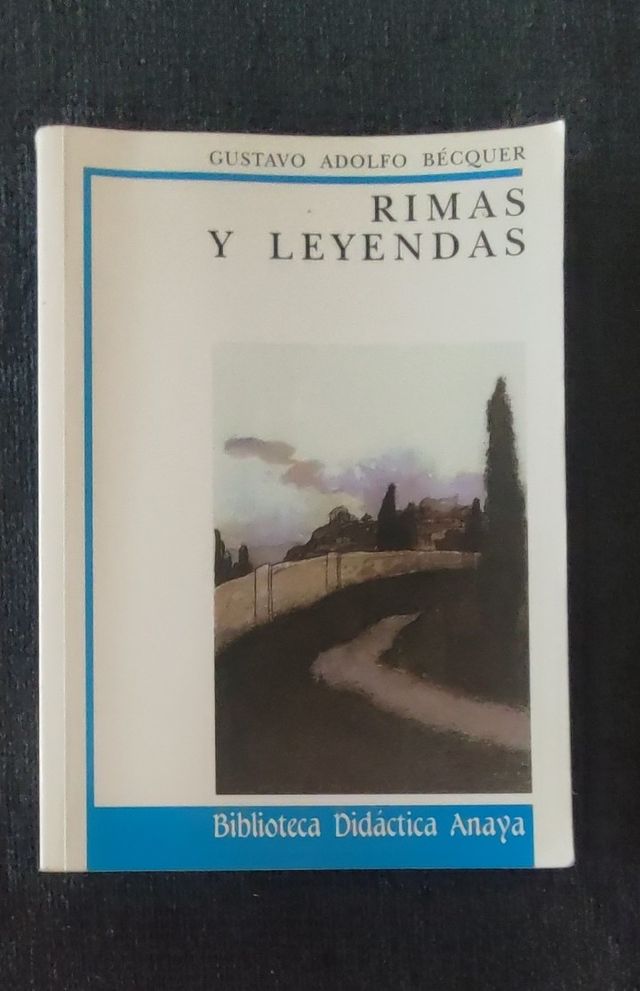 GUSTAVO ADOLFO BÉCQUER
RIMAS
Y LEYENDAS
Biblioteca Didáctica Anaya